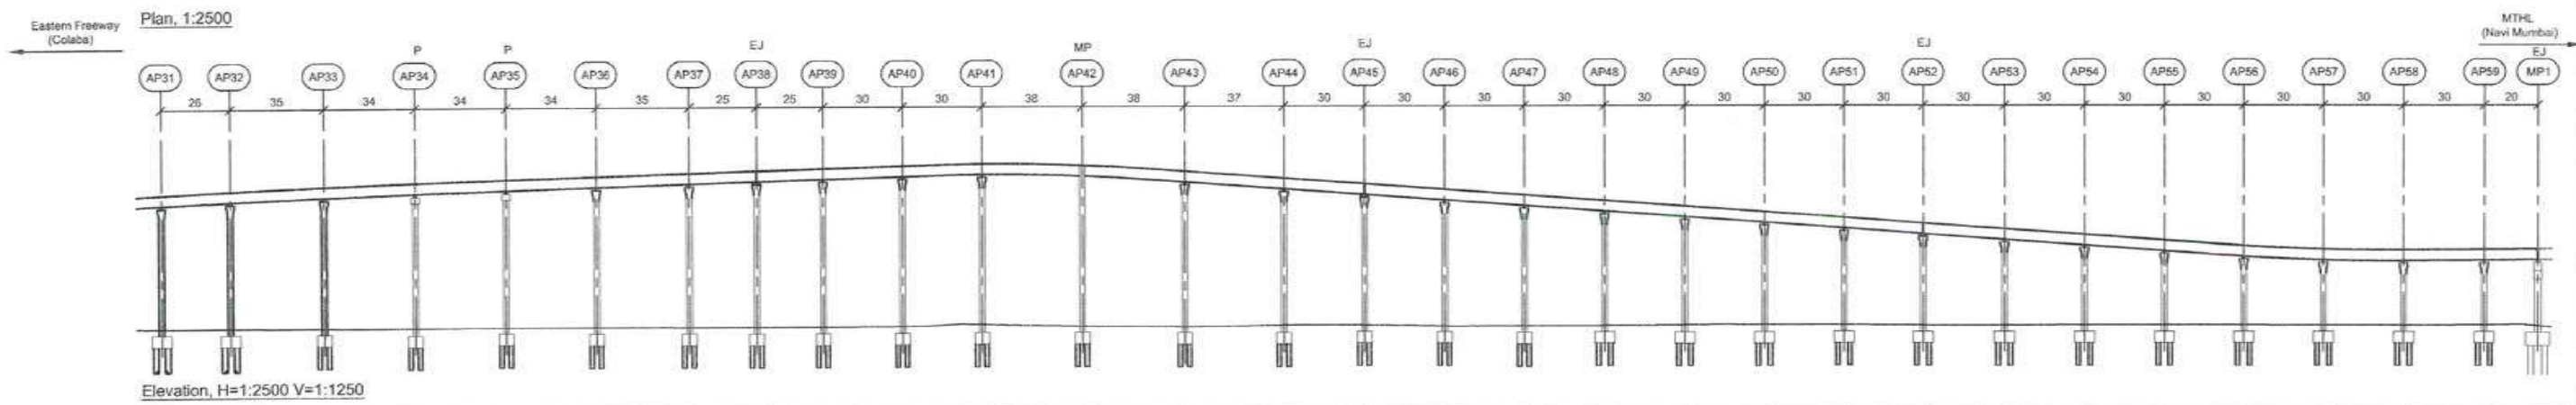 Plan, 1:2500
Eastern Freeway
(Colaba)
MTHL
(Navi Mumbai)
P P EJ MP EJ EJ EJ
AP31 AP32 AP33 AP34 AP35 AP36 AP37 AP38 AP39 AP40 AP41 AP42 AP43 AP44 AP45 AP46 AP47 AP48 AP49 AP50 AP51 AP52 AP53 AP54 AP55 AP56 AP57 AP58 AP59 MP1
26 35 34 34 34 35 25 25 30 30 38 38 37 30 30 30 30 30 30 30 30 30 30 30 30 30 30 30 20
Elevation, H=1:2500 V=1:1250